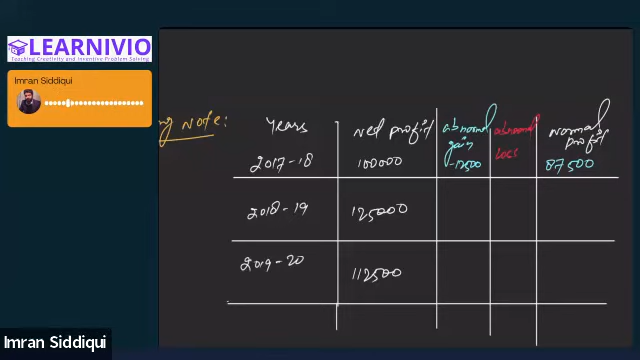 LEARNIVIO
Teaching Creativity and Inventive Problem Solving
Imran Siddiqui
ng Note:
Years Net profit abnormal gain abnormal loss normal profit
2017-18 100000 -12500 87500
2018-19 125000
2019-20 112500
Imran Siddiqui